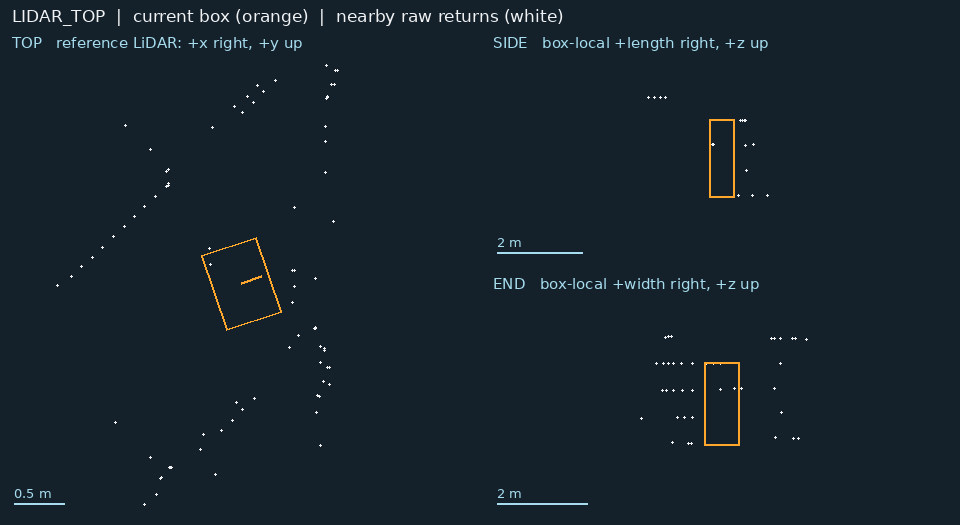 LIDAR_TOP | current box (orange) | nearby raw returns (white)
TOP reference LiDAR: +x right, +y up
SIDE box-local +length right, +z up
2 m
END box-local +width right, +z up
0.5 m
2 m